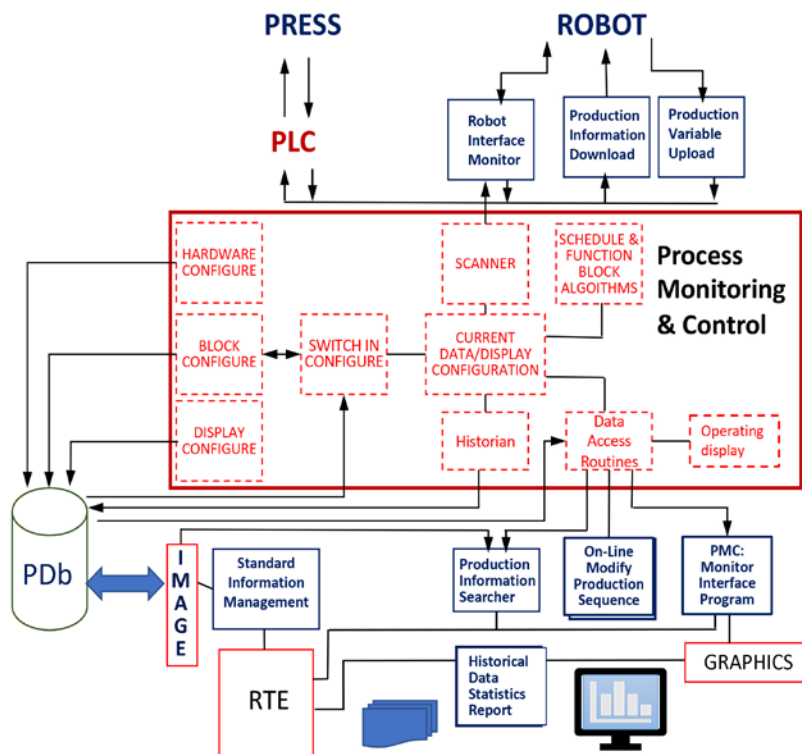 PRESS
ROBOT
PLC
Robot
Interface
Monitor
Production
Information
Download
Production
Variable
Upload
HARDWARE
CONFIGURE
SCANNER
SCHEDULE &
FUNCTION
BLOCK
ALGOITHMS
Process
Monitoring
& Control
BLOCK
CONFIGURE
SWITCH IN
CONFIGURE
CURRENT
DATA/DISPLAY
CONFIGURATION
DISPLAY
CONFIGURE
Historian
Data
Access
Routines
Operating
display
PDb
IMAGE
Standard
Information
Management
Production
Information
Searcher
On-Line
Modify
Production
Sequence
PMC:
Monitor
Interface
Program
RTE
Historical
Data
Statistics
Report
GRAPHICS